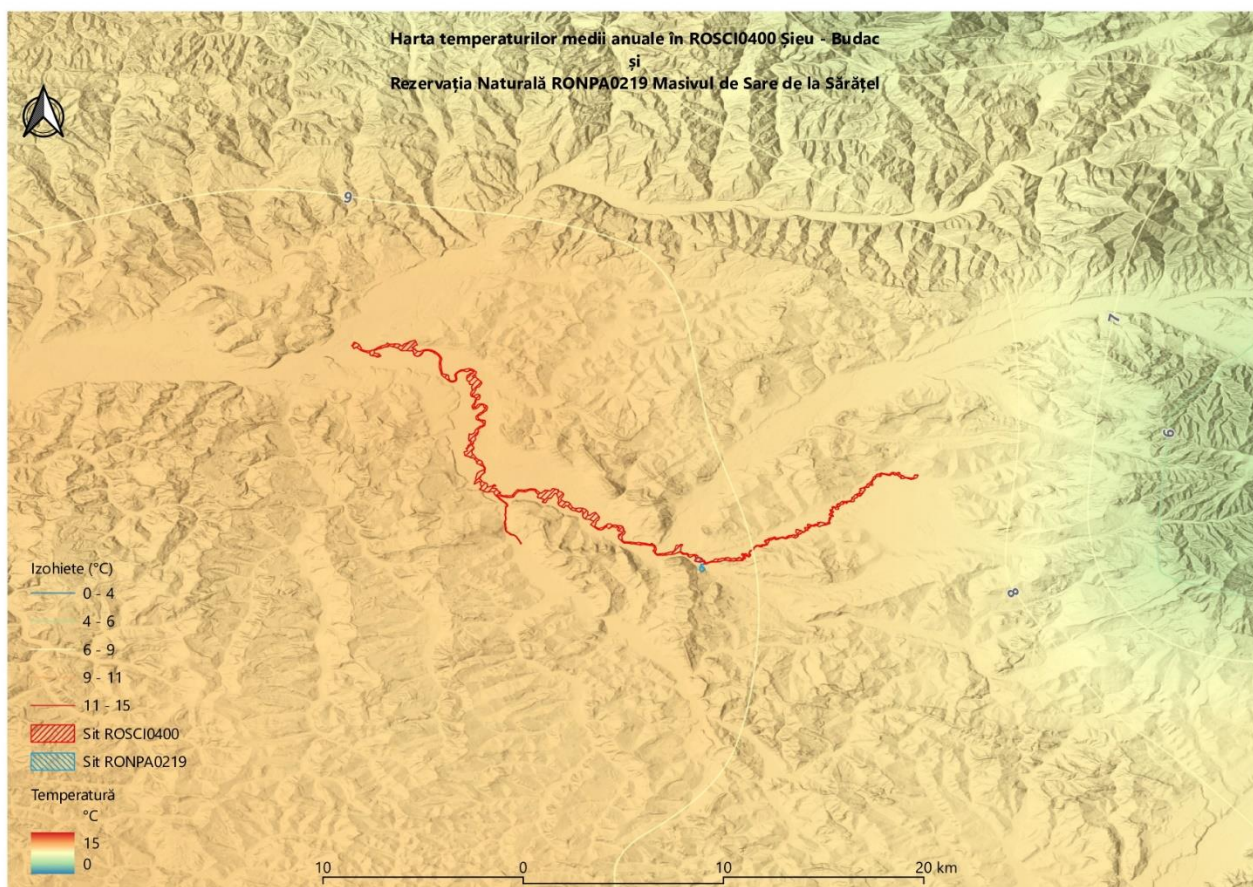 Harta temperaturilor medii anuale în ROSCI0400 Șieu - Budac
și
Rezervația Naturală RONPA0219 Masivul de Sare de la Sărățel
9
7
6
8
Izohiete (°C)
0 - 4
4 - 6
6 - 9
9 - 11
11 - 15
Sit ROSCI0400
Sit RONPA0219
Temperatură
°C
15
0
10 0 10 20 km